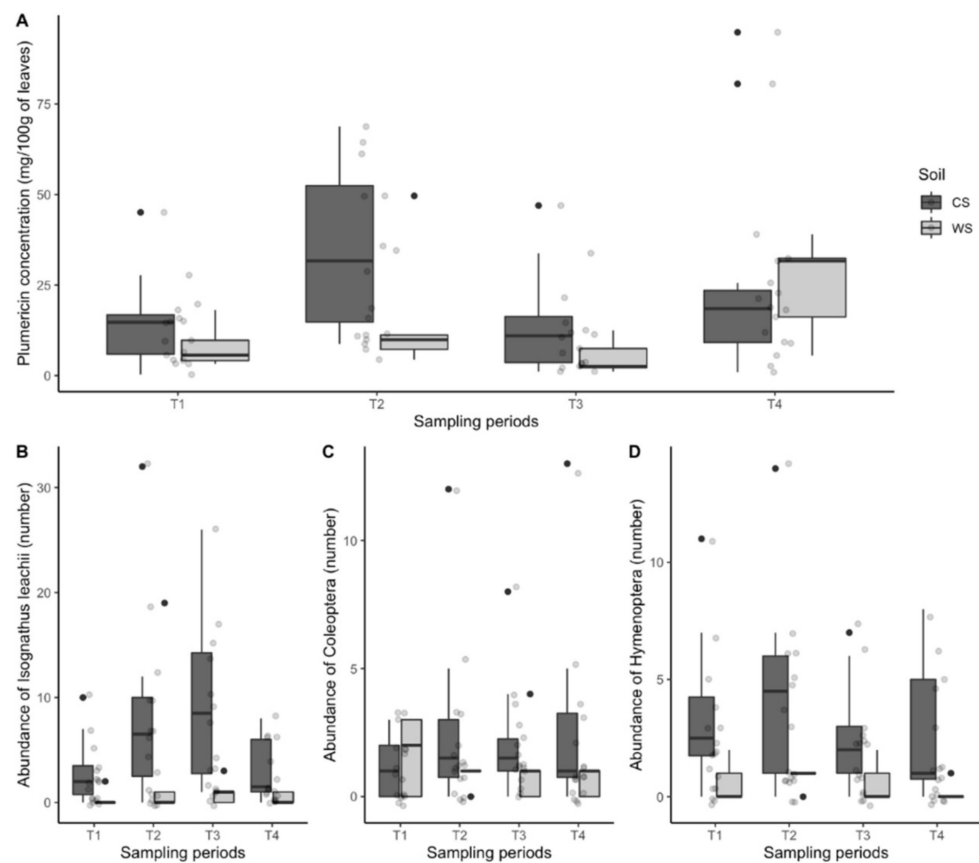 A
Plumericin concentration (mg/100g of leaves)
75
50
25
0
T1 T2 T3 T4
Sampling periods
Soil
CS
WS
B
Abundance of Isognathus leachii (number)
30
20
10
0
T1 T2 T3 T4
Sampling periods
C
Abundance of Coleoptera (number)
10
5
0
T1 T2 T3 T4
Sampling periods
D
Abundance of Hymenoptera (number)
10
5
0
T1 T2 T3 T4
Sampling periods